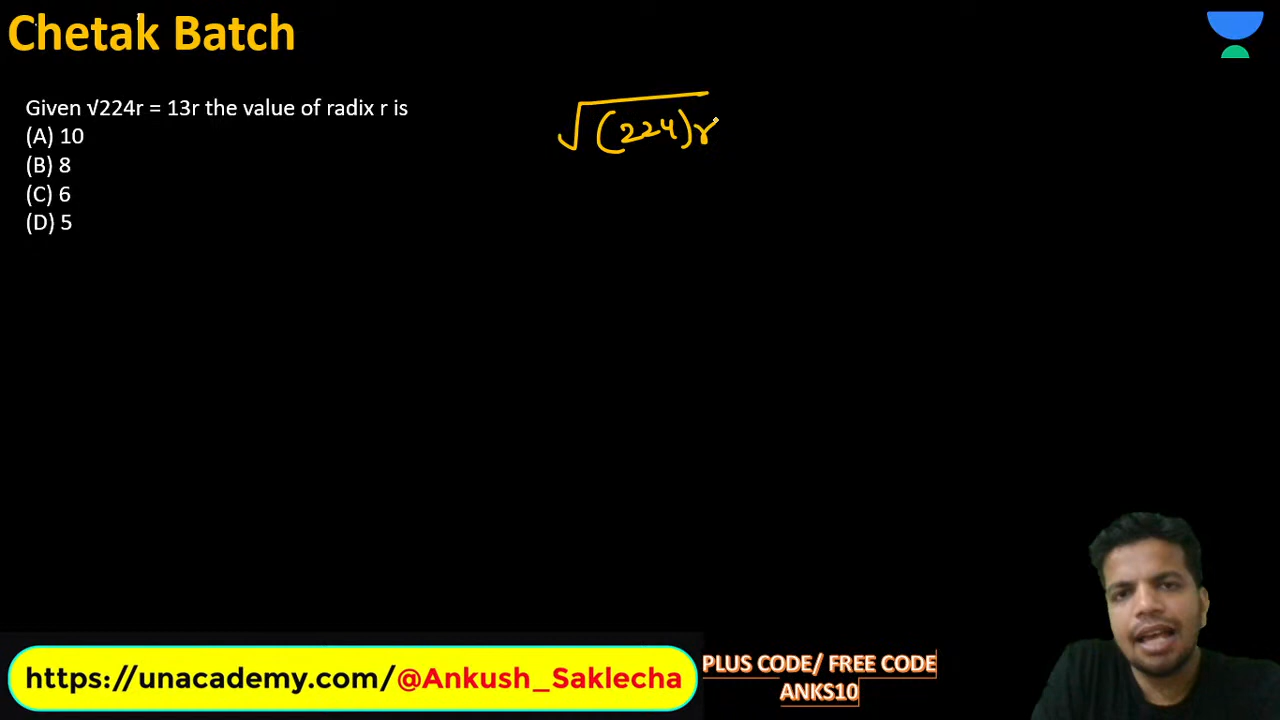 Chetak Batch
Given √224r = 13r the value of radix r is
(A) 10
(B) 8
(C) 6
(D) 5
√(224)r
https://unacademy.com/@Ankush_Saklecha
PLUS CODE/ FREE CODE
ANKS10